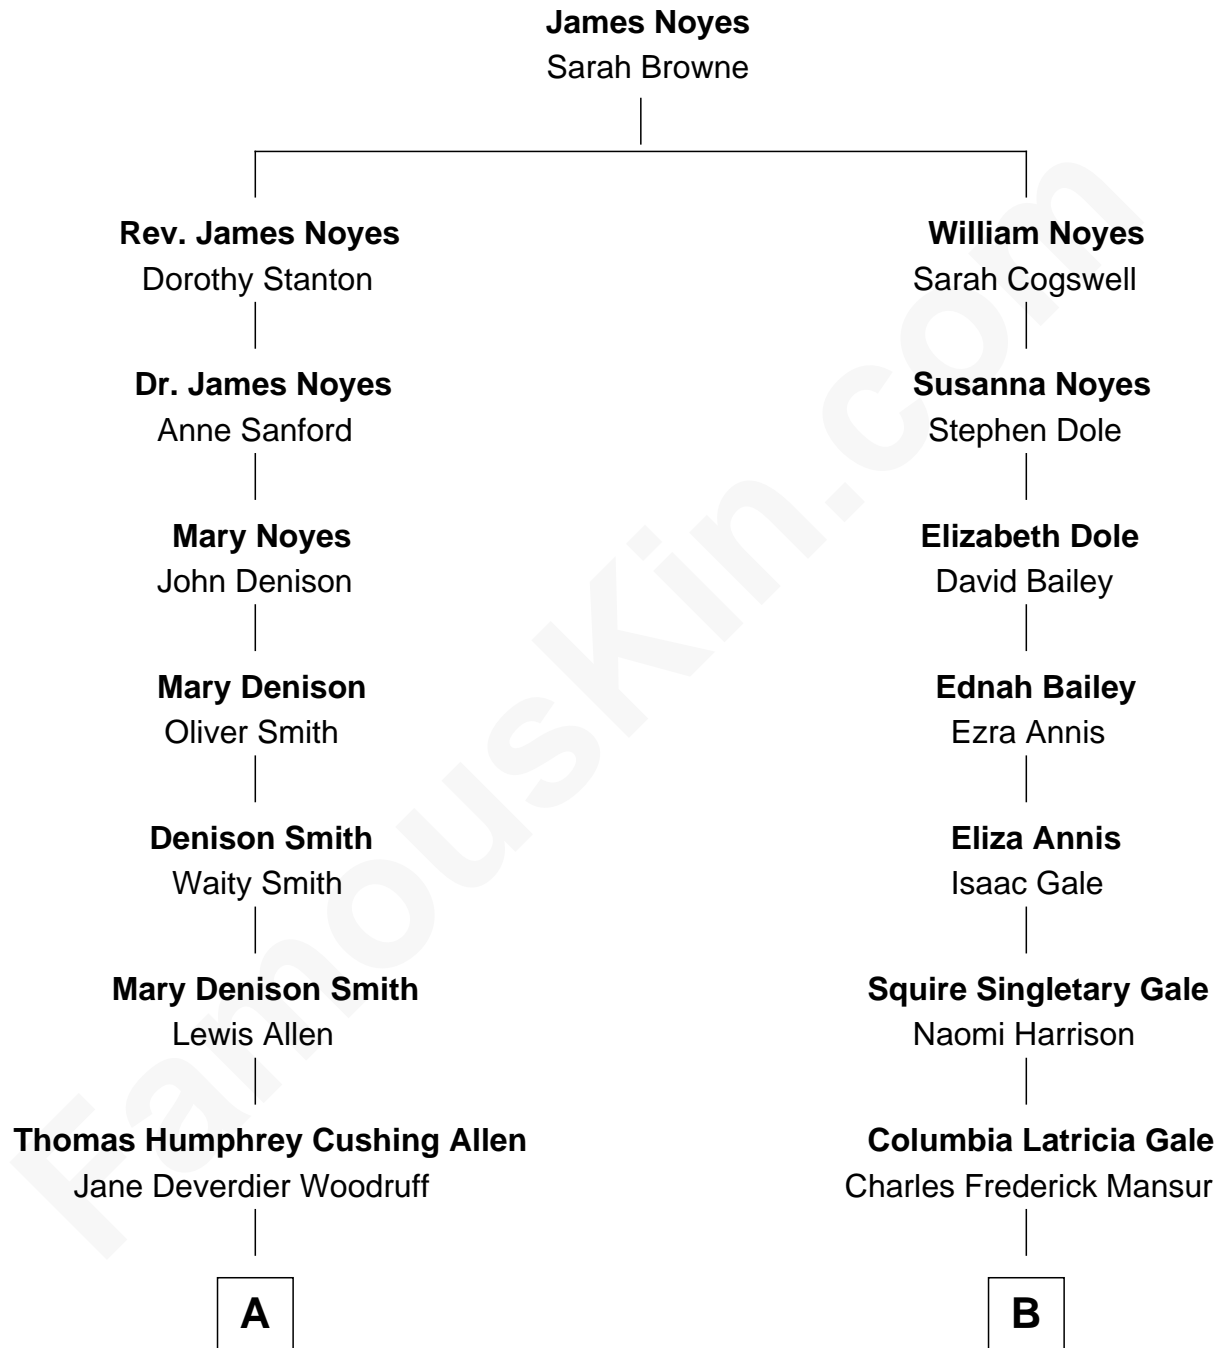 James Noyes
Sarah Browne
Rev. James Noyes
Dorothy Stanton
Dr. James Noyes
Anne Sanford
Mary Noyes
John Denison
Mary Denison
Oliver Smith
Denison Smith
Waity Smith
Mary Denison Smith
Lewis Allen
Thomas Humphrey Cushing Allen
Jane Deverdier Woodruff
A
William Noyes
Sarah Cogswell
Susanna Noyes
Stephen Dole
Elizabeth Dole
David Bailey
Ednah Bailey
Ezra Annis
Eliza Annis
Isaac Gale
Squire Singletary Gale
Naomi Harrison
Columbia Latricia Gale
Charles Frederick Mansur
B
FamousKin.com